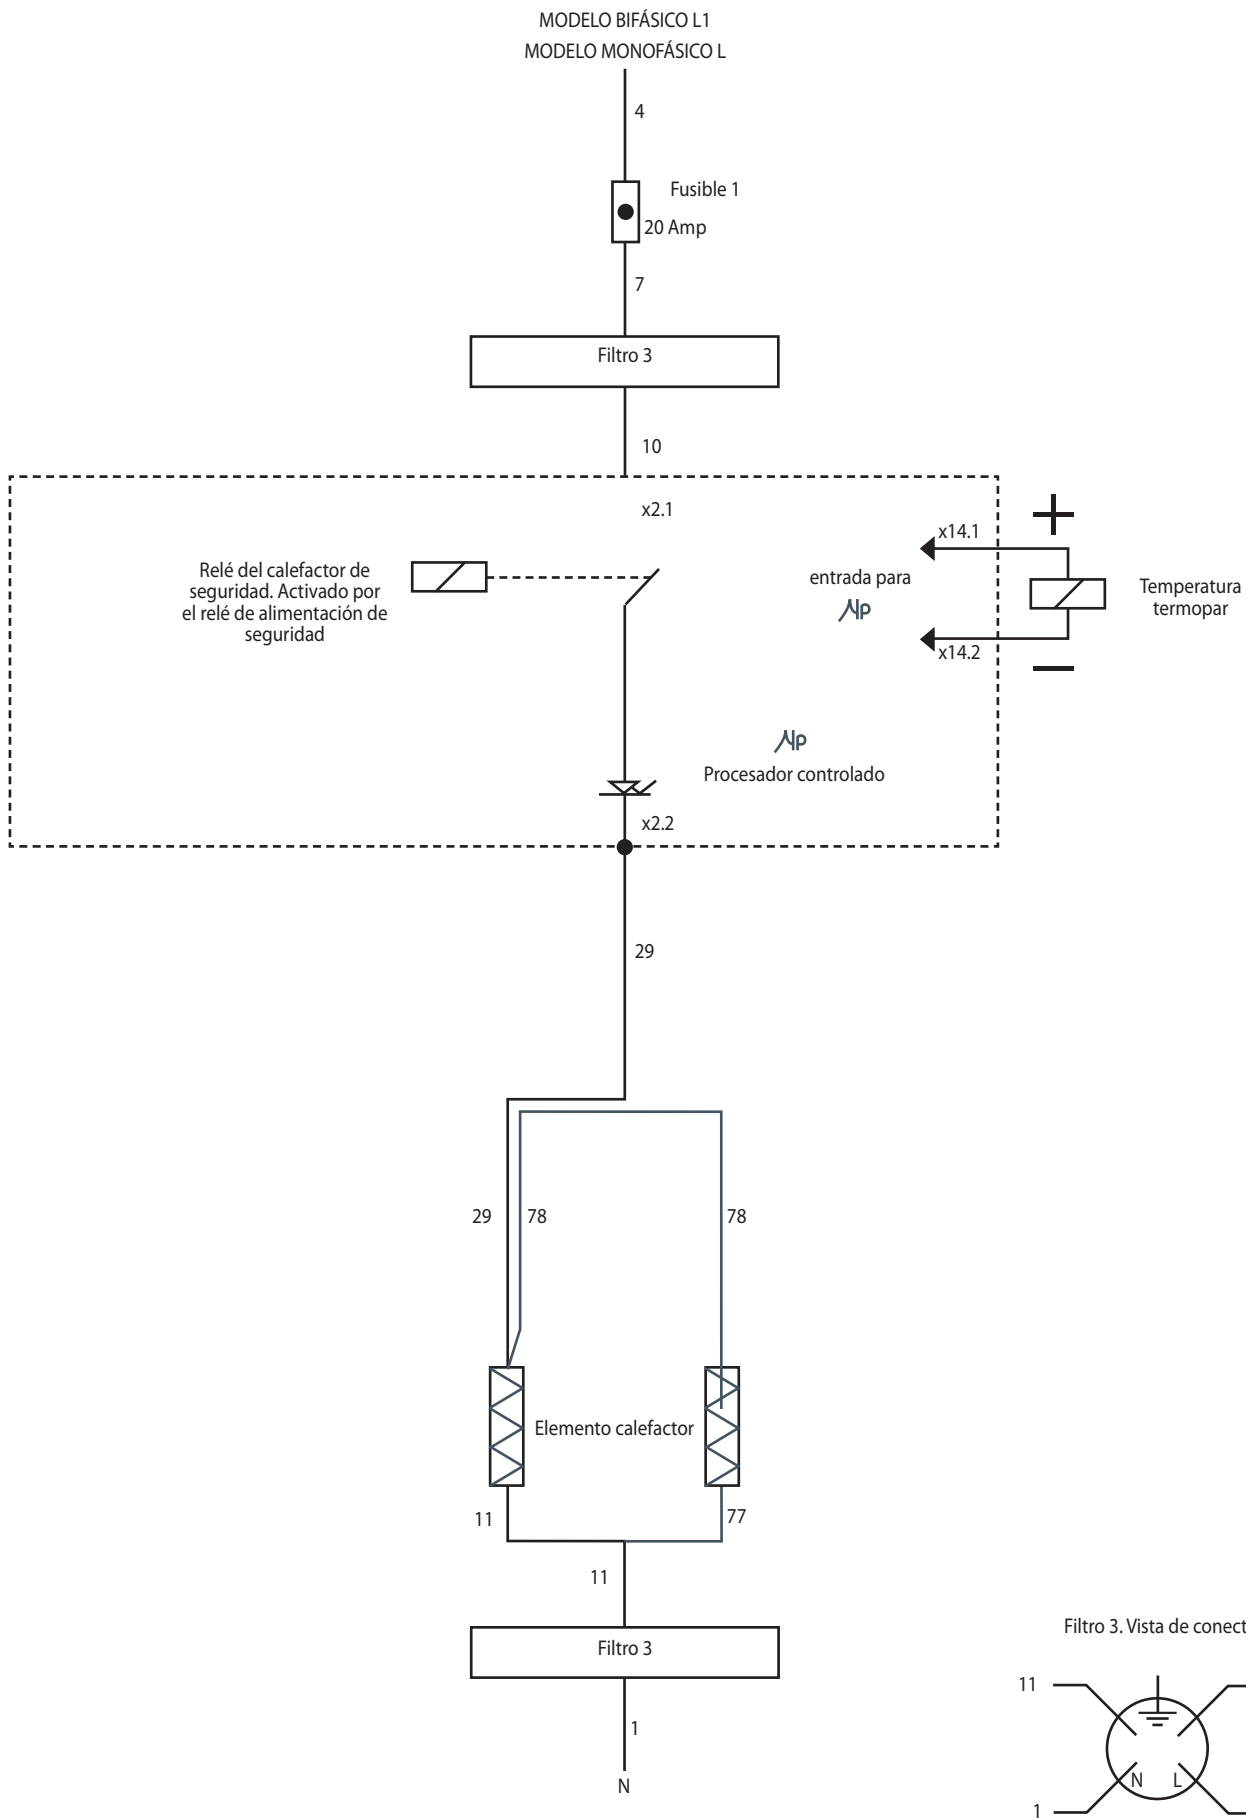 MODELO BIFÁSICO L1
MODELO MONOFÁSICO L
4
Fusible 1
20 Amp
7
Filtro 3
10
x2.1
Relé del calefactor de
seguridad. Activado por
el relé de alimentación de
seguridad
entrada para
μp
x14.1
+
Temperatura
termopar
x14.2
—
μp
Procesador controlado
x2.2
29
29
78
78
Elemento calefactor
11
77
11
Filtro 3
1
N
Filtro 3. Vista de conect
11
N
L
1